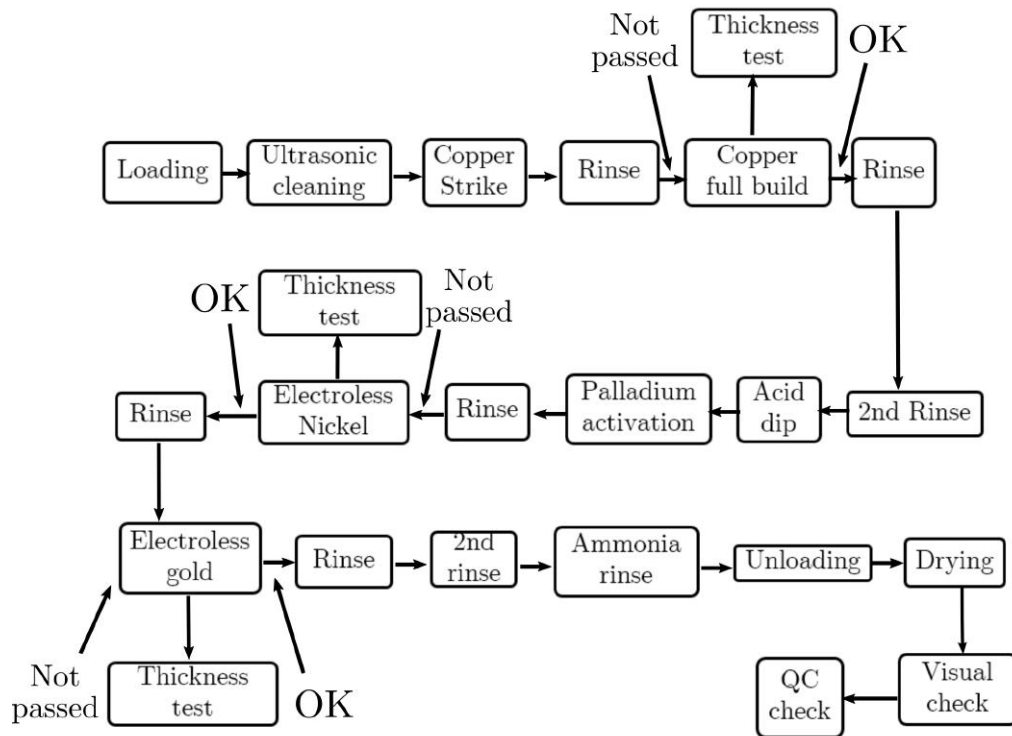 Not
passed
Thickness
test
OK
Loading
Ultrasonic
cleaning
Copper
Strike
Rinse
Copper
full build
Rinse
OK
Thickness
test
Not
passed
Rinse
Electroless
Nickel
Rinse
Palladium
activation
Acid
dip
2nd Rinse
Electroless
gold
Rinse
2nd
rinse
Ammonia
rinse
Unloading
Drying
Not
passed
Thickness
test
OK
QC
check
Visual
check